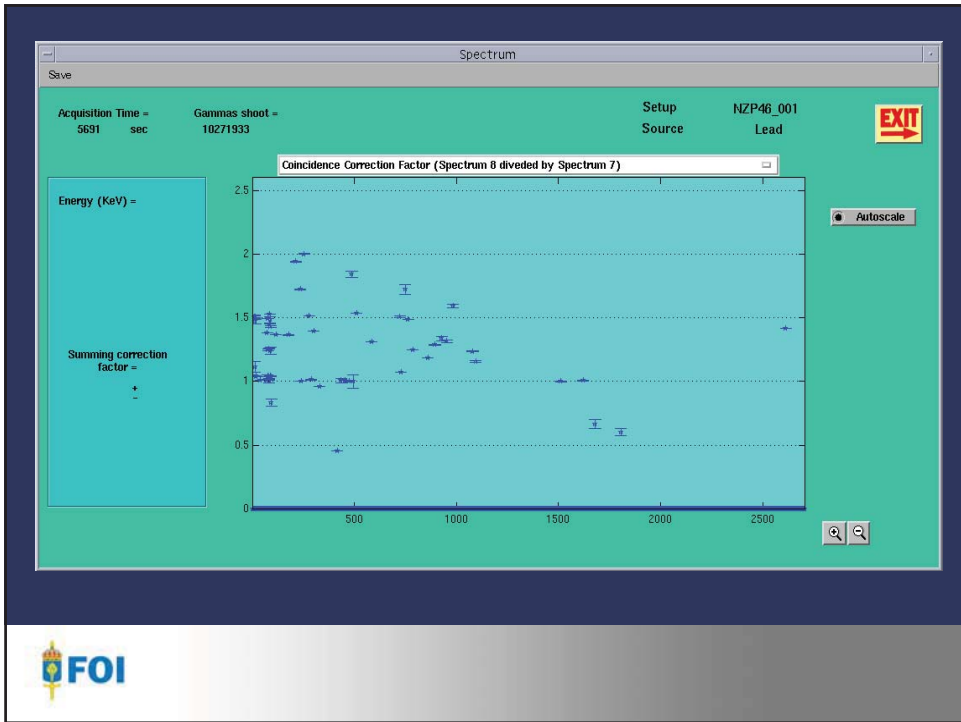 Spectrum
Save
Acquisition Time =
5691 sec
Gammas shoot =
10271933
Setup NZP46_001
Source Lead
EXIT
Coincidence Correction Factor (Spectrum 8 diveded by Spectrum 7)
Energy (KeV) =
Summing correction
factor =
+
-
Autoscale
2.5
2
1.5
1
0.5
0
500 1000 1500 2000 2500
FOI